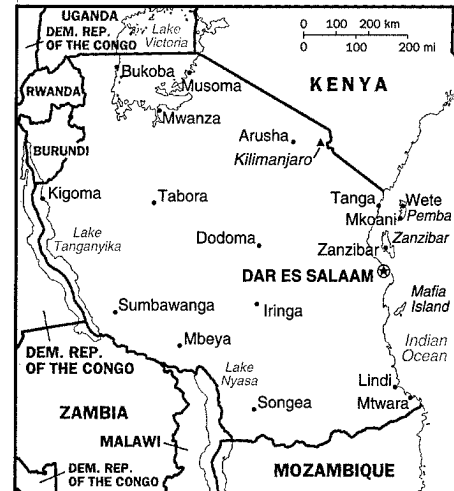 UGANDA
Lake
Victoria
DEM. REP.
OF THE CONGO
0 100 200 km
0 100 200 mi
KENYA
Bukoba
Musoma
RWANDA
Mwanza
Arusha
Kilimanjaro
BURUNDI
Kigoma
Tabora
Tanga
Wete
Mkoani
Pemba
Lake
Tanganyika
Dodoma
Zanzibar
Zanzibar
DAR ES SALAAM
Mafia
Island
Sumbawanga
Iringa
Indian
Ocean
Mbeya
DEM. REP.
OF THE CONGO
Lake
Nyasa
Lindi
Mtwara
Songea
ZAMBIA
MALAWI
DEM. REP.
OF THE CONGO
MOZAMBIQUE